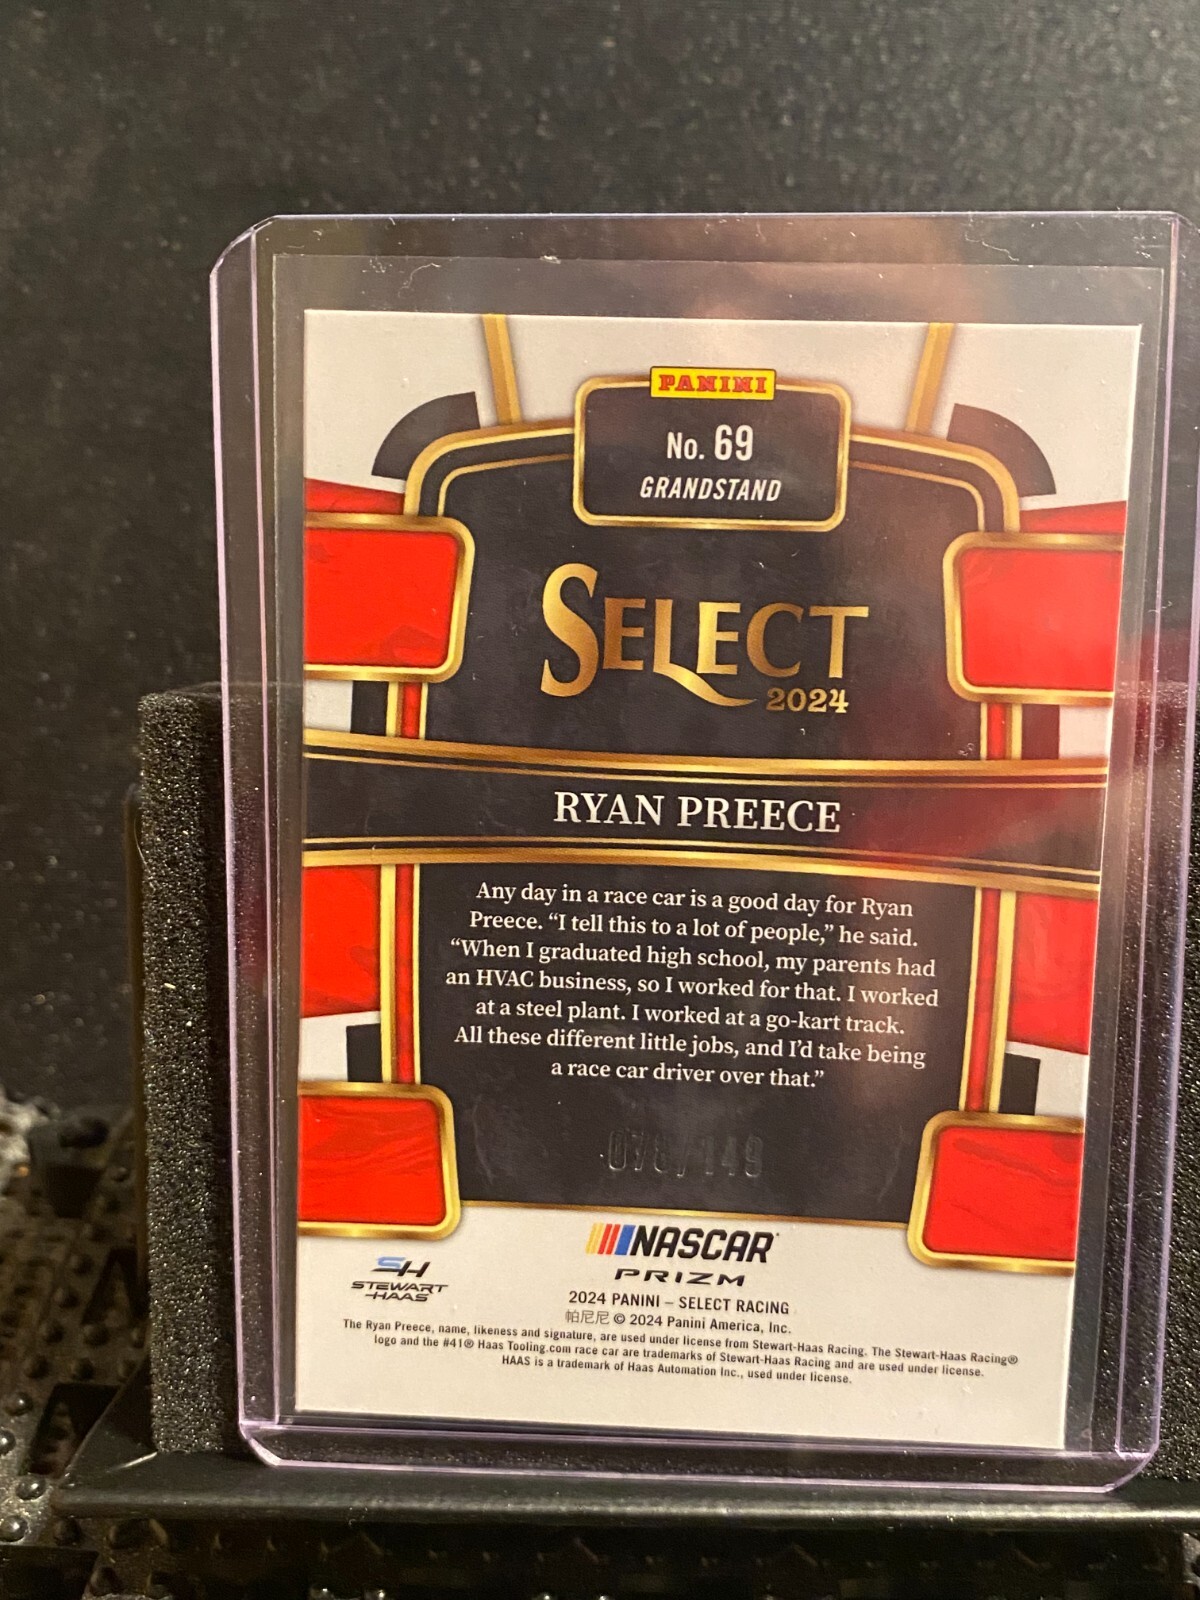 PANINI
No. 69
GRANDSTAND
SELECT
2024
RYAN PREECE
Any day in a race car is a good day for Ryan
Preece. “I tell this to a lot of people,” he said.
“When I graduated high school, my parents had
an HVAC business, so I worked for that. I worked
at a steel plant. I worked at a go-kart track.
All these different little jobs, and I’d take being
a race car driver over that.”
NASCAR
PRIZM
SH
STEWART
-HAAS
2024 PANINI – SELECT RACING
帕尼尼 © 2024 Panini America, Inc.
The Ryan Preece, name, likeness and signature, are used under license from Stewart-Haas Racing. The Stewart-Haas Racing®
logo and the #41® Haas Tooling.com race car are trademarks of Stewart-Haas Racing and are used under license.
HAAS is a trademark of Haas Automation Inc., used under license.